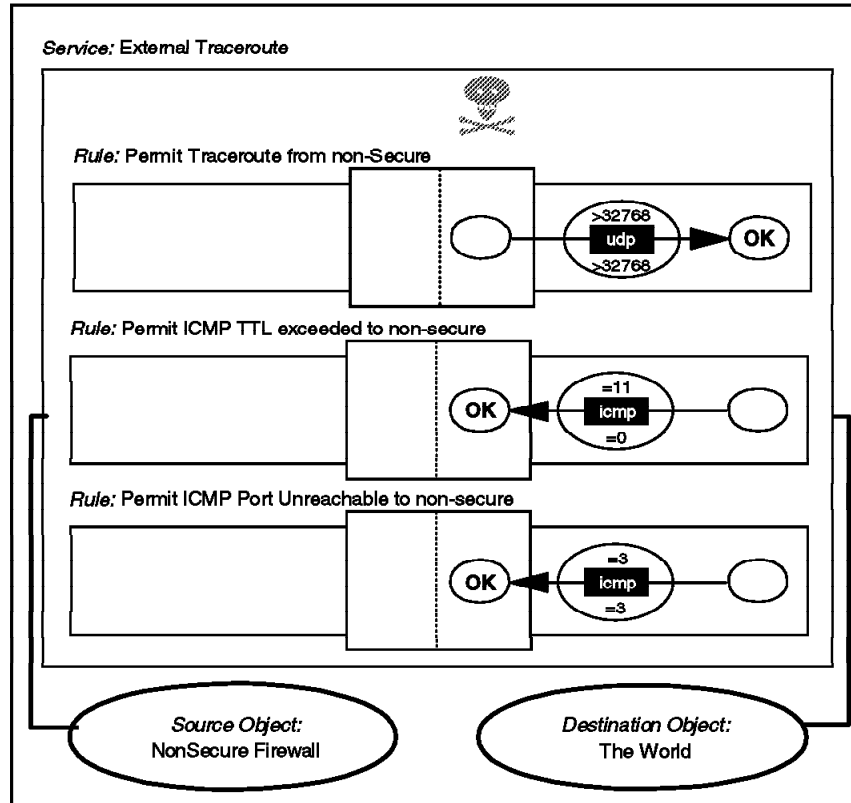 Service: External Traceroute
Rule: Permit Traceroute from non-Secure
>32768
udp
>32768
OK
Rule: Permit ICMP TTL exceeded to non-secure
OK
=11
icmp
=0
Rule: Permit ICMP Port Unreachable to non-secure
OK
=3
icmp
=3
Source Object:
NonSecure Firewall
Destination Object:
The World